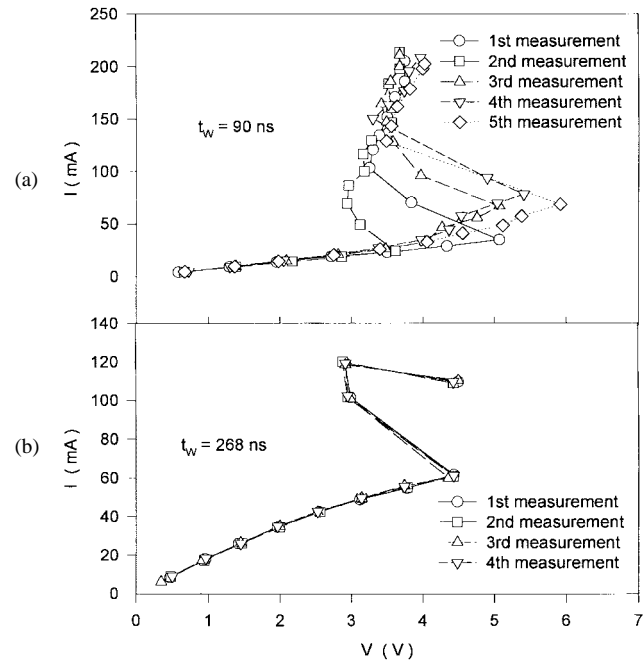 (a)
I (mA)
250
200
150
100
50
0
t_w = 90 ns
1st measurement
2nd measurement
3rd measurement
4th measurement
5th measurement
(b)
I (mA)
140
120
100
80
60
40
20
0
t_w = 268 ns
1st measurement
2nd measurement
3rd measurement
4th measurement
0 1 2 3 4 5 6 7
V (V)